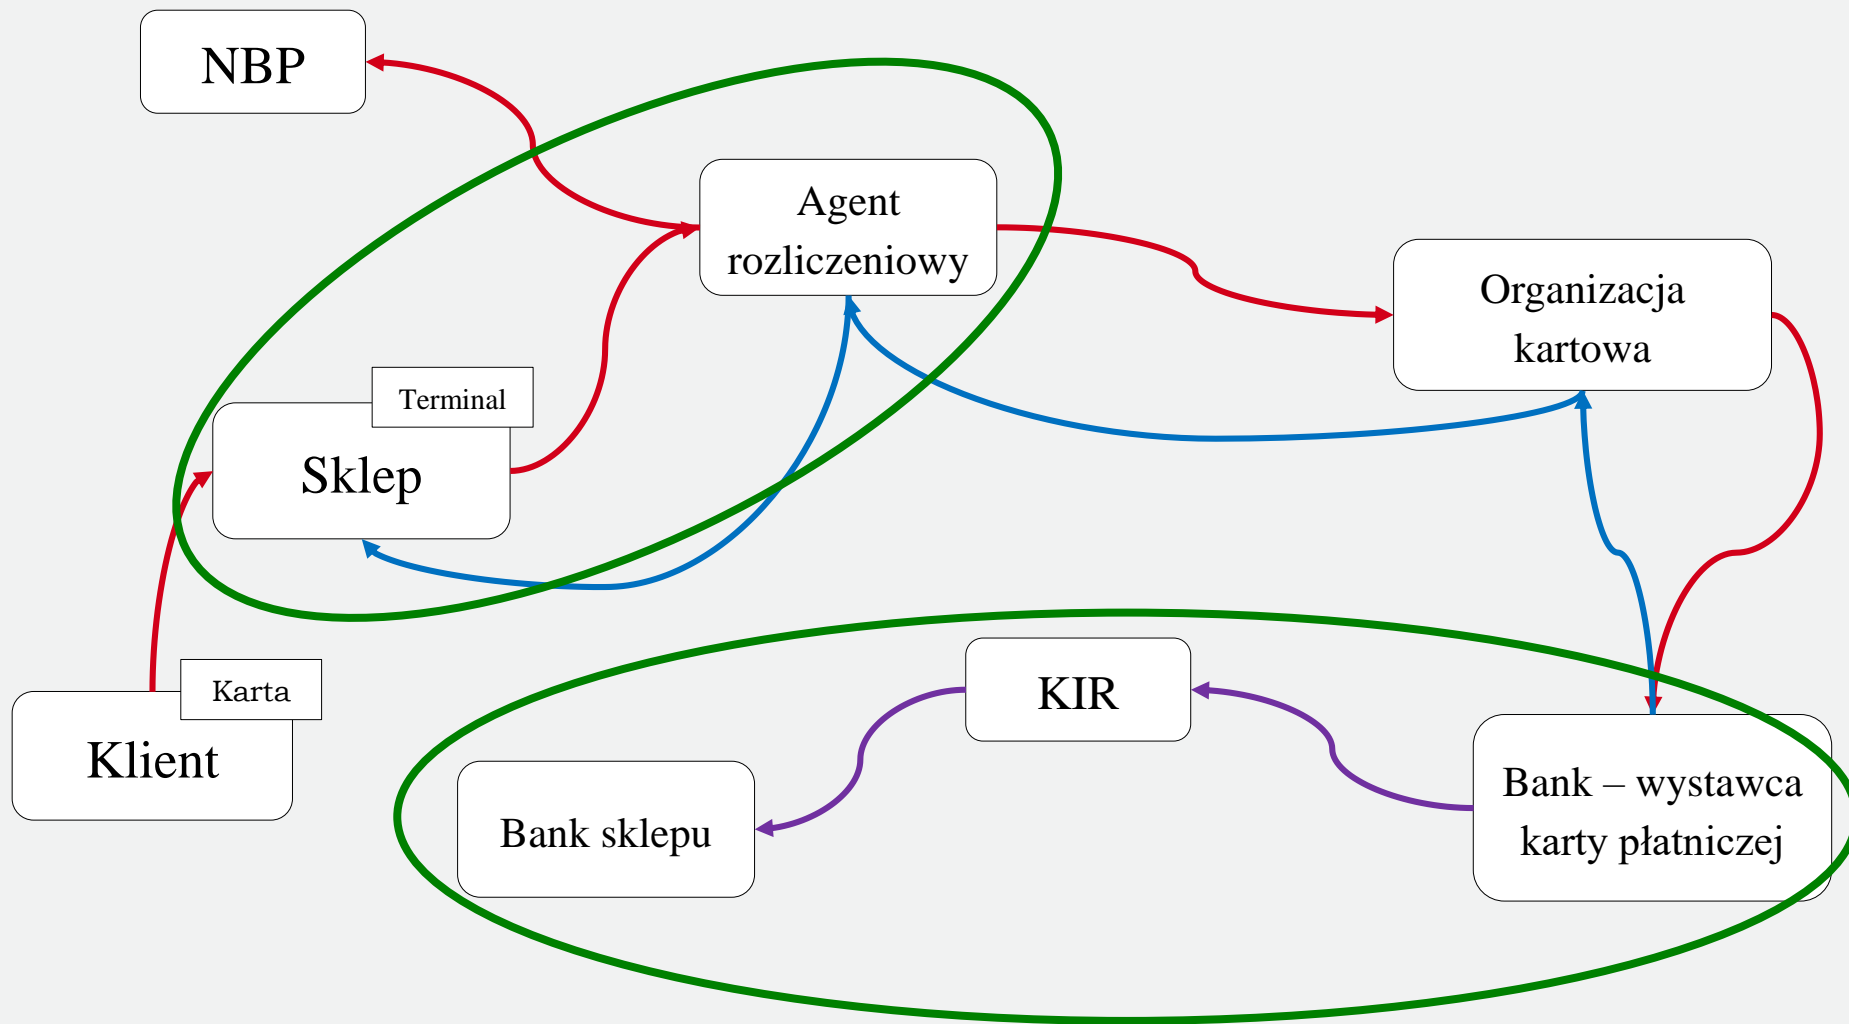 NBP
Agent
rozliczeniowy
Organizacja
kartowa
Terminal
Sklep
Karta
Klient
KIR
Bank sklepu
Bank – wystawca
karty płatniczej